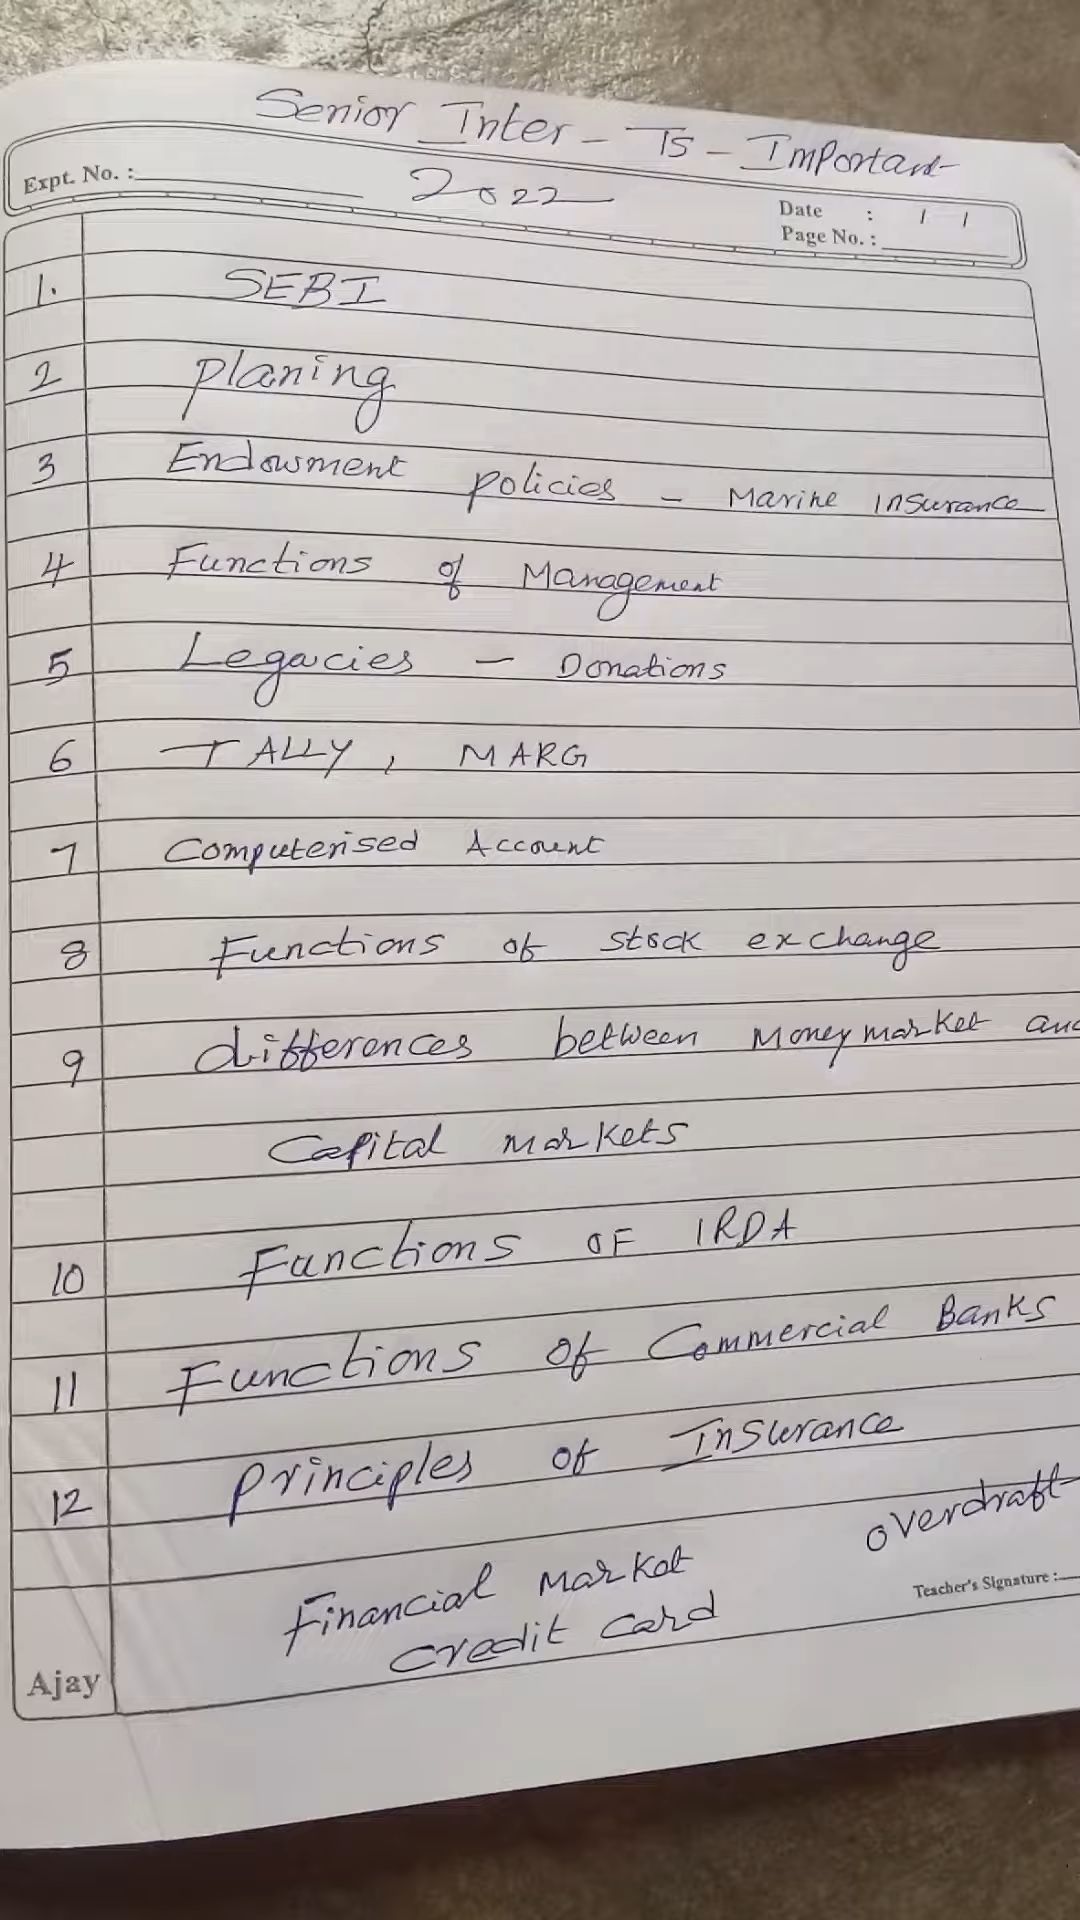 Senior Inter - TS - Important
Expt. No. :
2022
Date : / /
Page No. :
1. SEBI
2 planing
3 Endowment policies - Marine insurance
4 Functions of Management
5 Legacies - Donations
6 TALLY, MARG
7 Computerised Account
8 Functions of stock exchange
9 differences between Money market and
Capital markets
10 Functions OF IRDA
11 Functions of Commercial Banks
12 principles of Insurance
overdraft
Financial market
credit card
Teacher's Signature :
Ajay